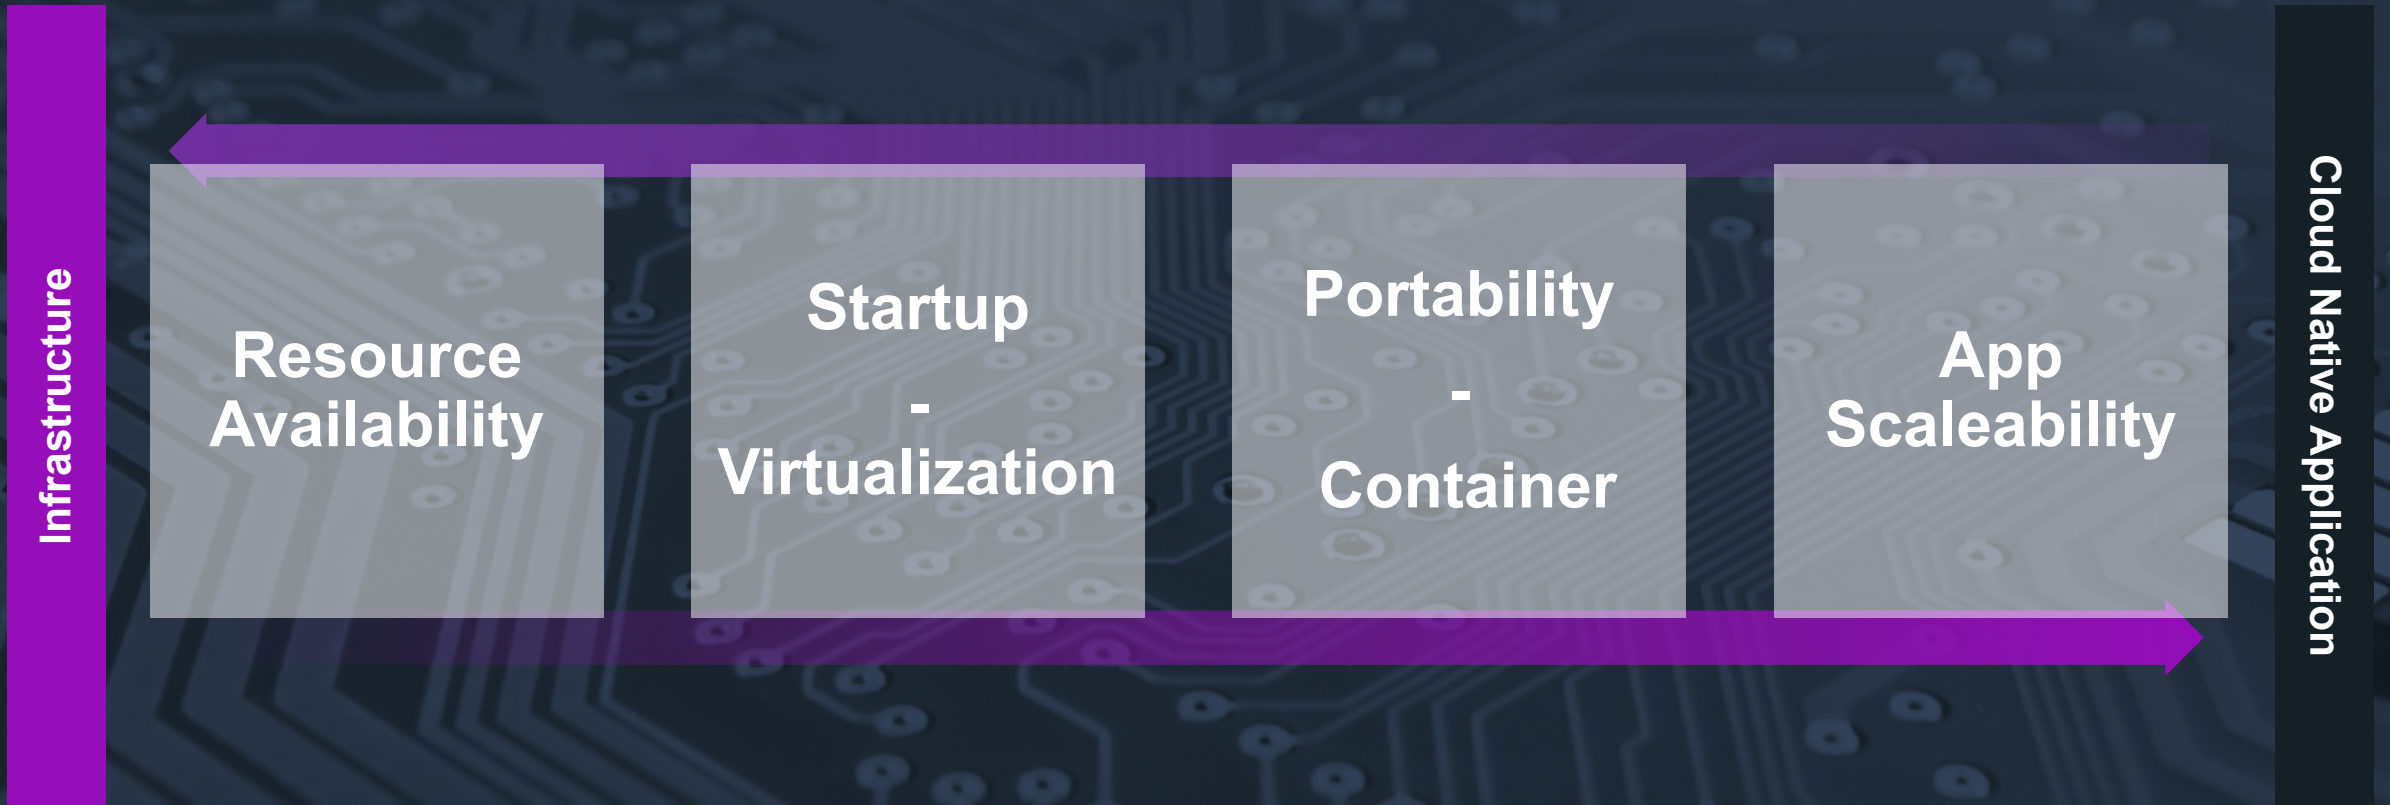 Infrastructure
Resource
Availability
Startup
-
Virtualization
Portability
-
Container
App
Scaleability
Cloud Native Application